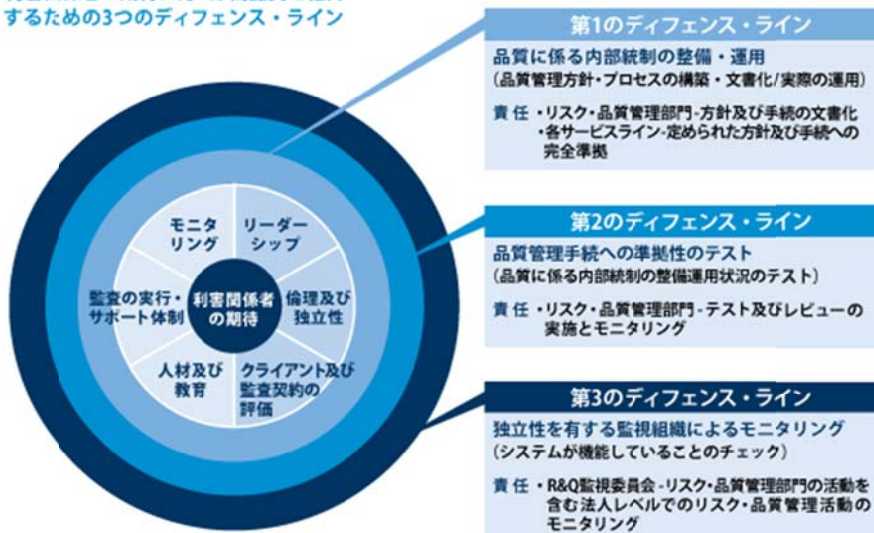 するための3つのディフェンス・ライン
モニタ
リング
リーダー
シップ
監査の実行・
サポート体制
利害関係者
の期待
倫理及び
独立性
人材及び
教育
クライアント及び
監査契約の
評価
第1のディフェンス・ライン
品質に係る内部統制の整備・運用
(品質管理方針・プロセスの構築・文書化/実際の運用)
責任・リスク・品質管理部門-方針及び手続の文書化
・各サービスライン-定められた方針及び手続への
完全準拠
第2のディフェンス・ライン
品質管理手続への準拠性のテスト
(品質に係る内部統制の整備運用状況のテスト)
責任・リスク・品質管理部門-テスト及びレビューの
実施とモニタリング
第3のディフェンス・ライン
独立性を有する監視組織によるモニタリング
(システムが機能していることのチェック)
責任・R&Q監視委員会-リスク・品質管理部門の活動を
含む法人レベルでのリスク・品質管理活動の
モニタリング